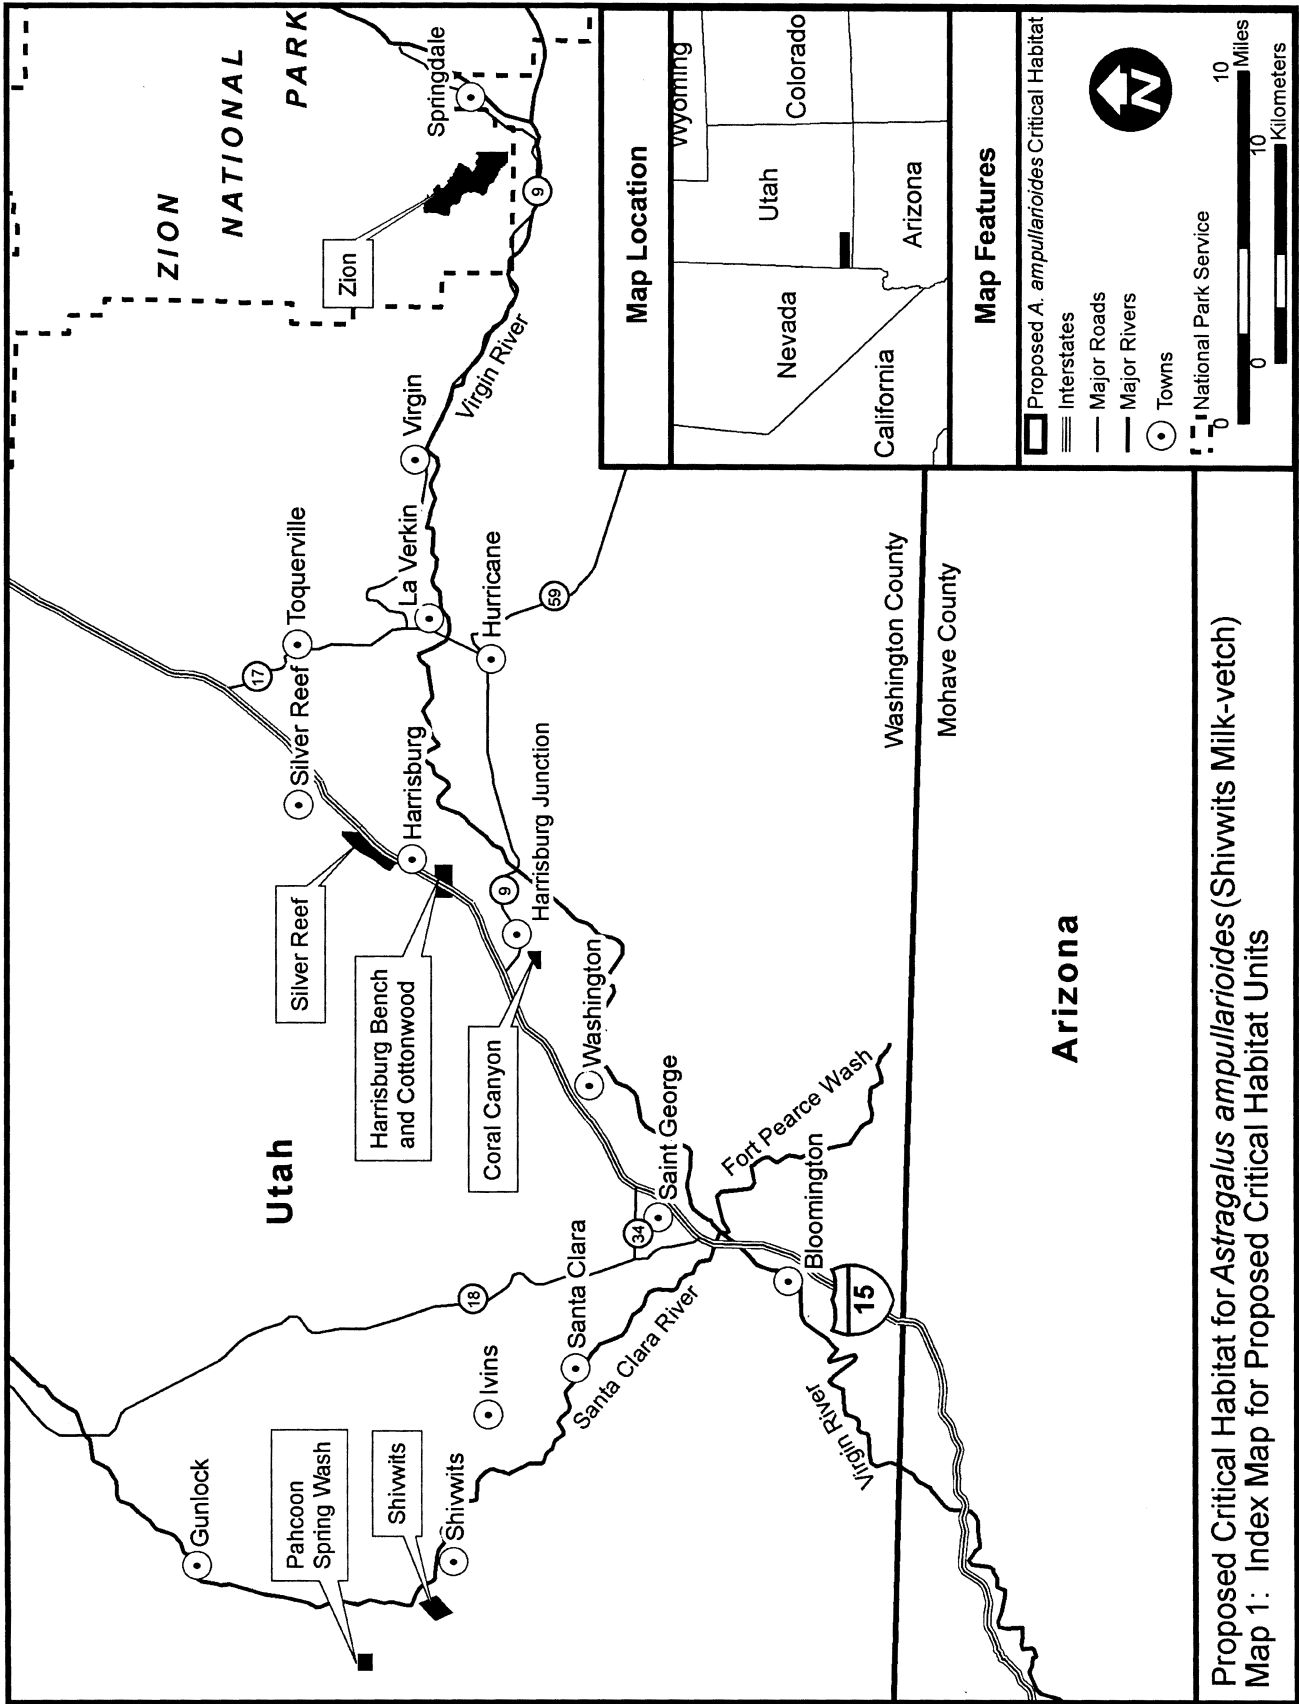 ZION
NATIONAL
PARK
Springdale
Zion
9
Virgin River
Virgin
La Verkin
Toquerville
17
Hurricane
59
Silver Reef
Silver Reef
Harrisburg
Harrisburg Bench
and Cottonwood
9
Harrisburg Junction
Coral Canyon
Washington
Utah
Saint George
34
Fort Pearce Wash
Bloomington
15
18
Santa Clara
Santa Clara River
Ivins
Virgin River
Gunlock
Pahcoon
Spring Wash
Shivwits
Shivwits
Washington County
Mohave County
Arizona
Map Location
Wyoming
Utah
Colorado
Nevada
California
Arizona
Map Features
Proposed A. ampullarioides Critical Habitat
Interstates
Major Roads
Major Rivers
Towns
National Park Service
N
0 10 Miles
0 10 Kilometers
Proposed Critical Habitat for Astragalus ampullarioides (Shivwits Milk-vetch)
Map 1: Index Map for Proposed Critical Habitat Units